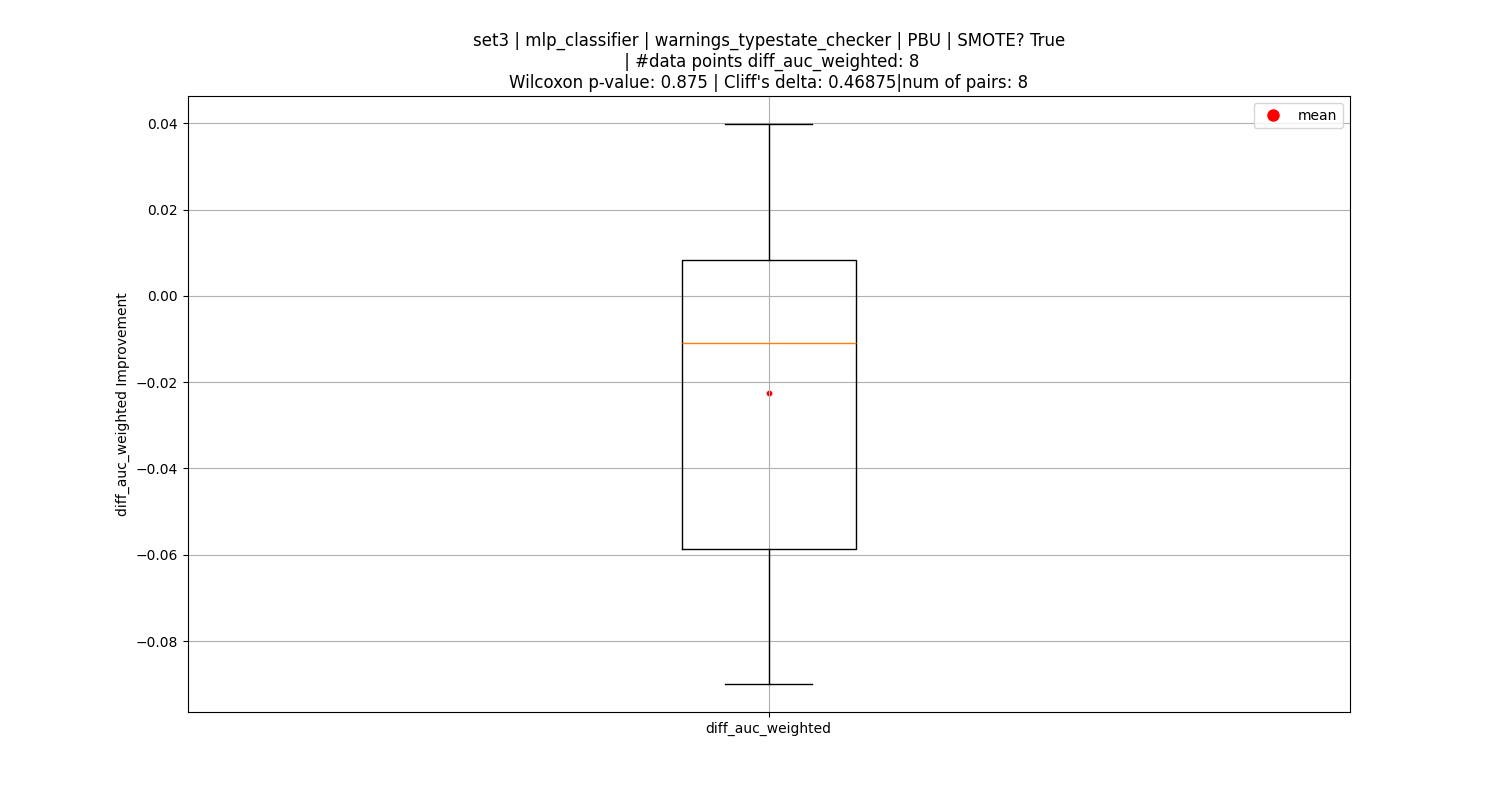 set3 | mlp_classifier | warnings_typestate_checker | PBU | SMOTE? True
| #data points diff_auc_weighted: 8
Wilcoxon p-value: 0.875 | Cliff's delta: 0.46875|num of pairs: 8
mean
0.04
0.02
0.00
−0.02
−0.04
−0.06
−0.08
diff_auc_weighted Improvement
diff_auc_weighted